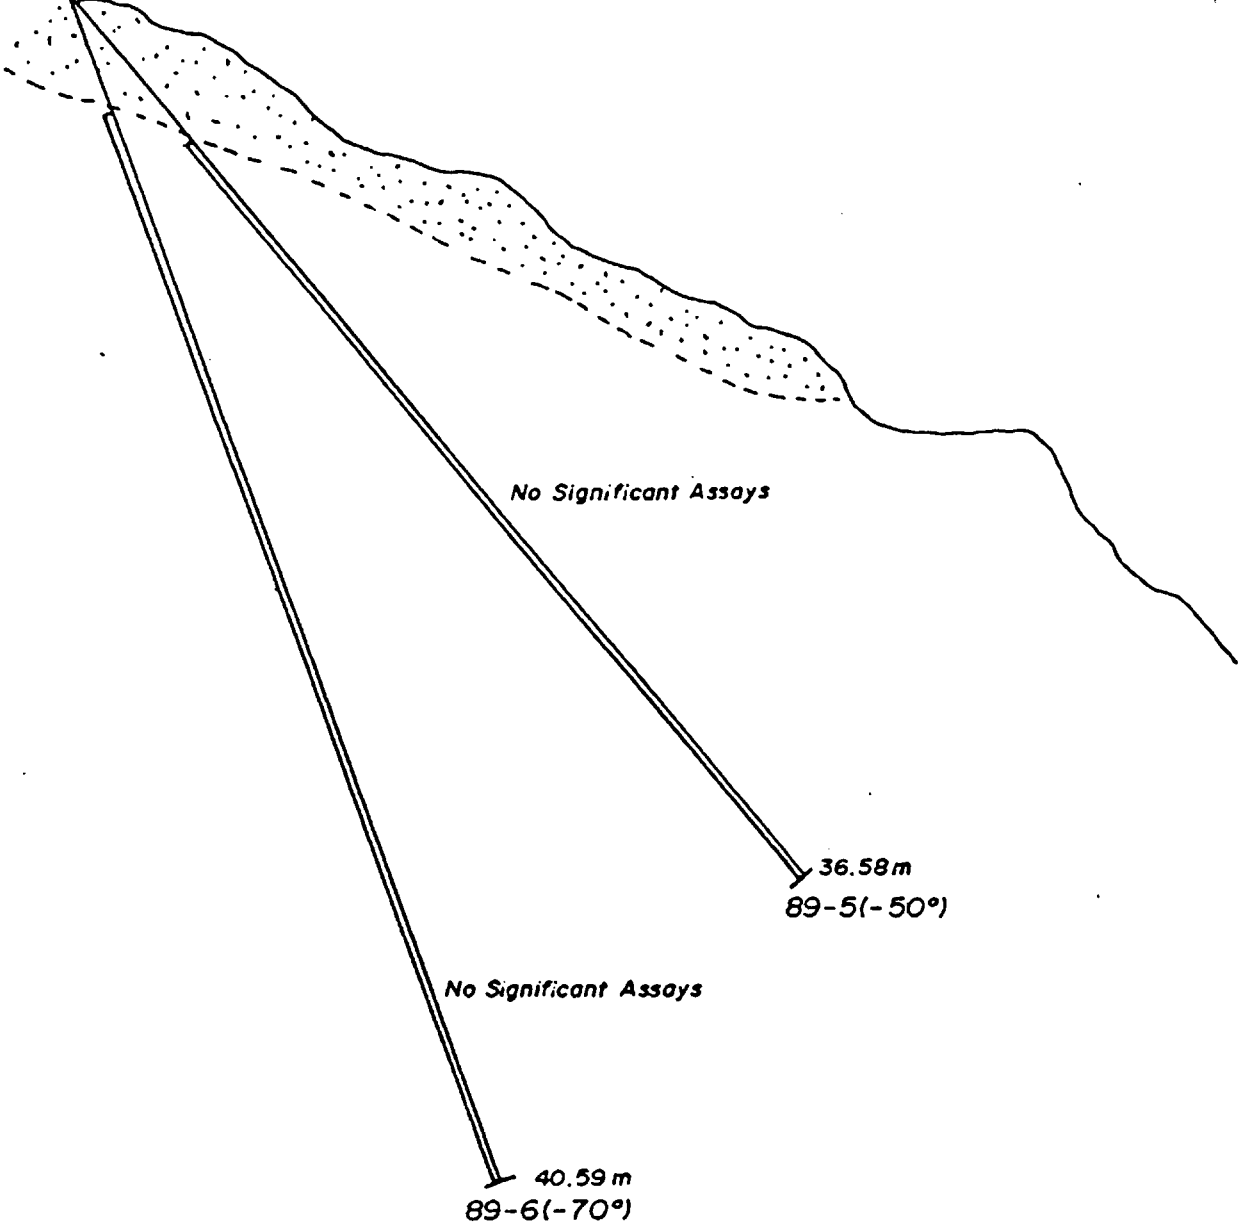 No Significant Assays
36.58m
89-5(-50°)
No Significant Assays
40.59m
89-6(-70°)